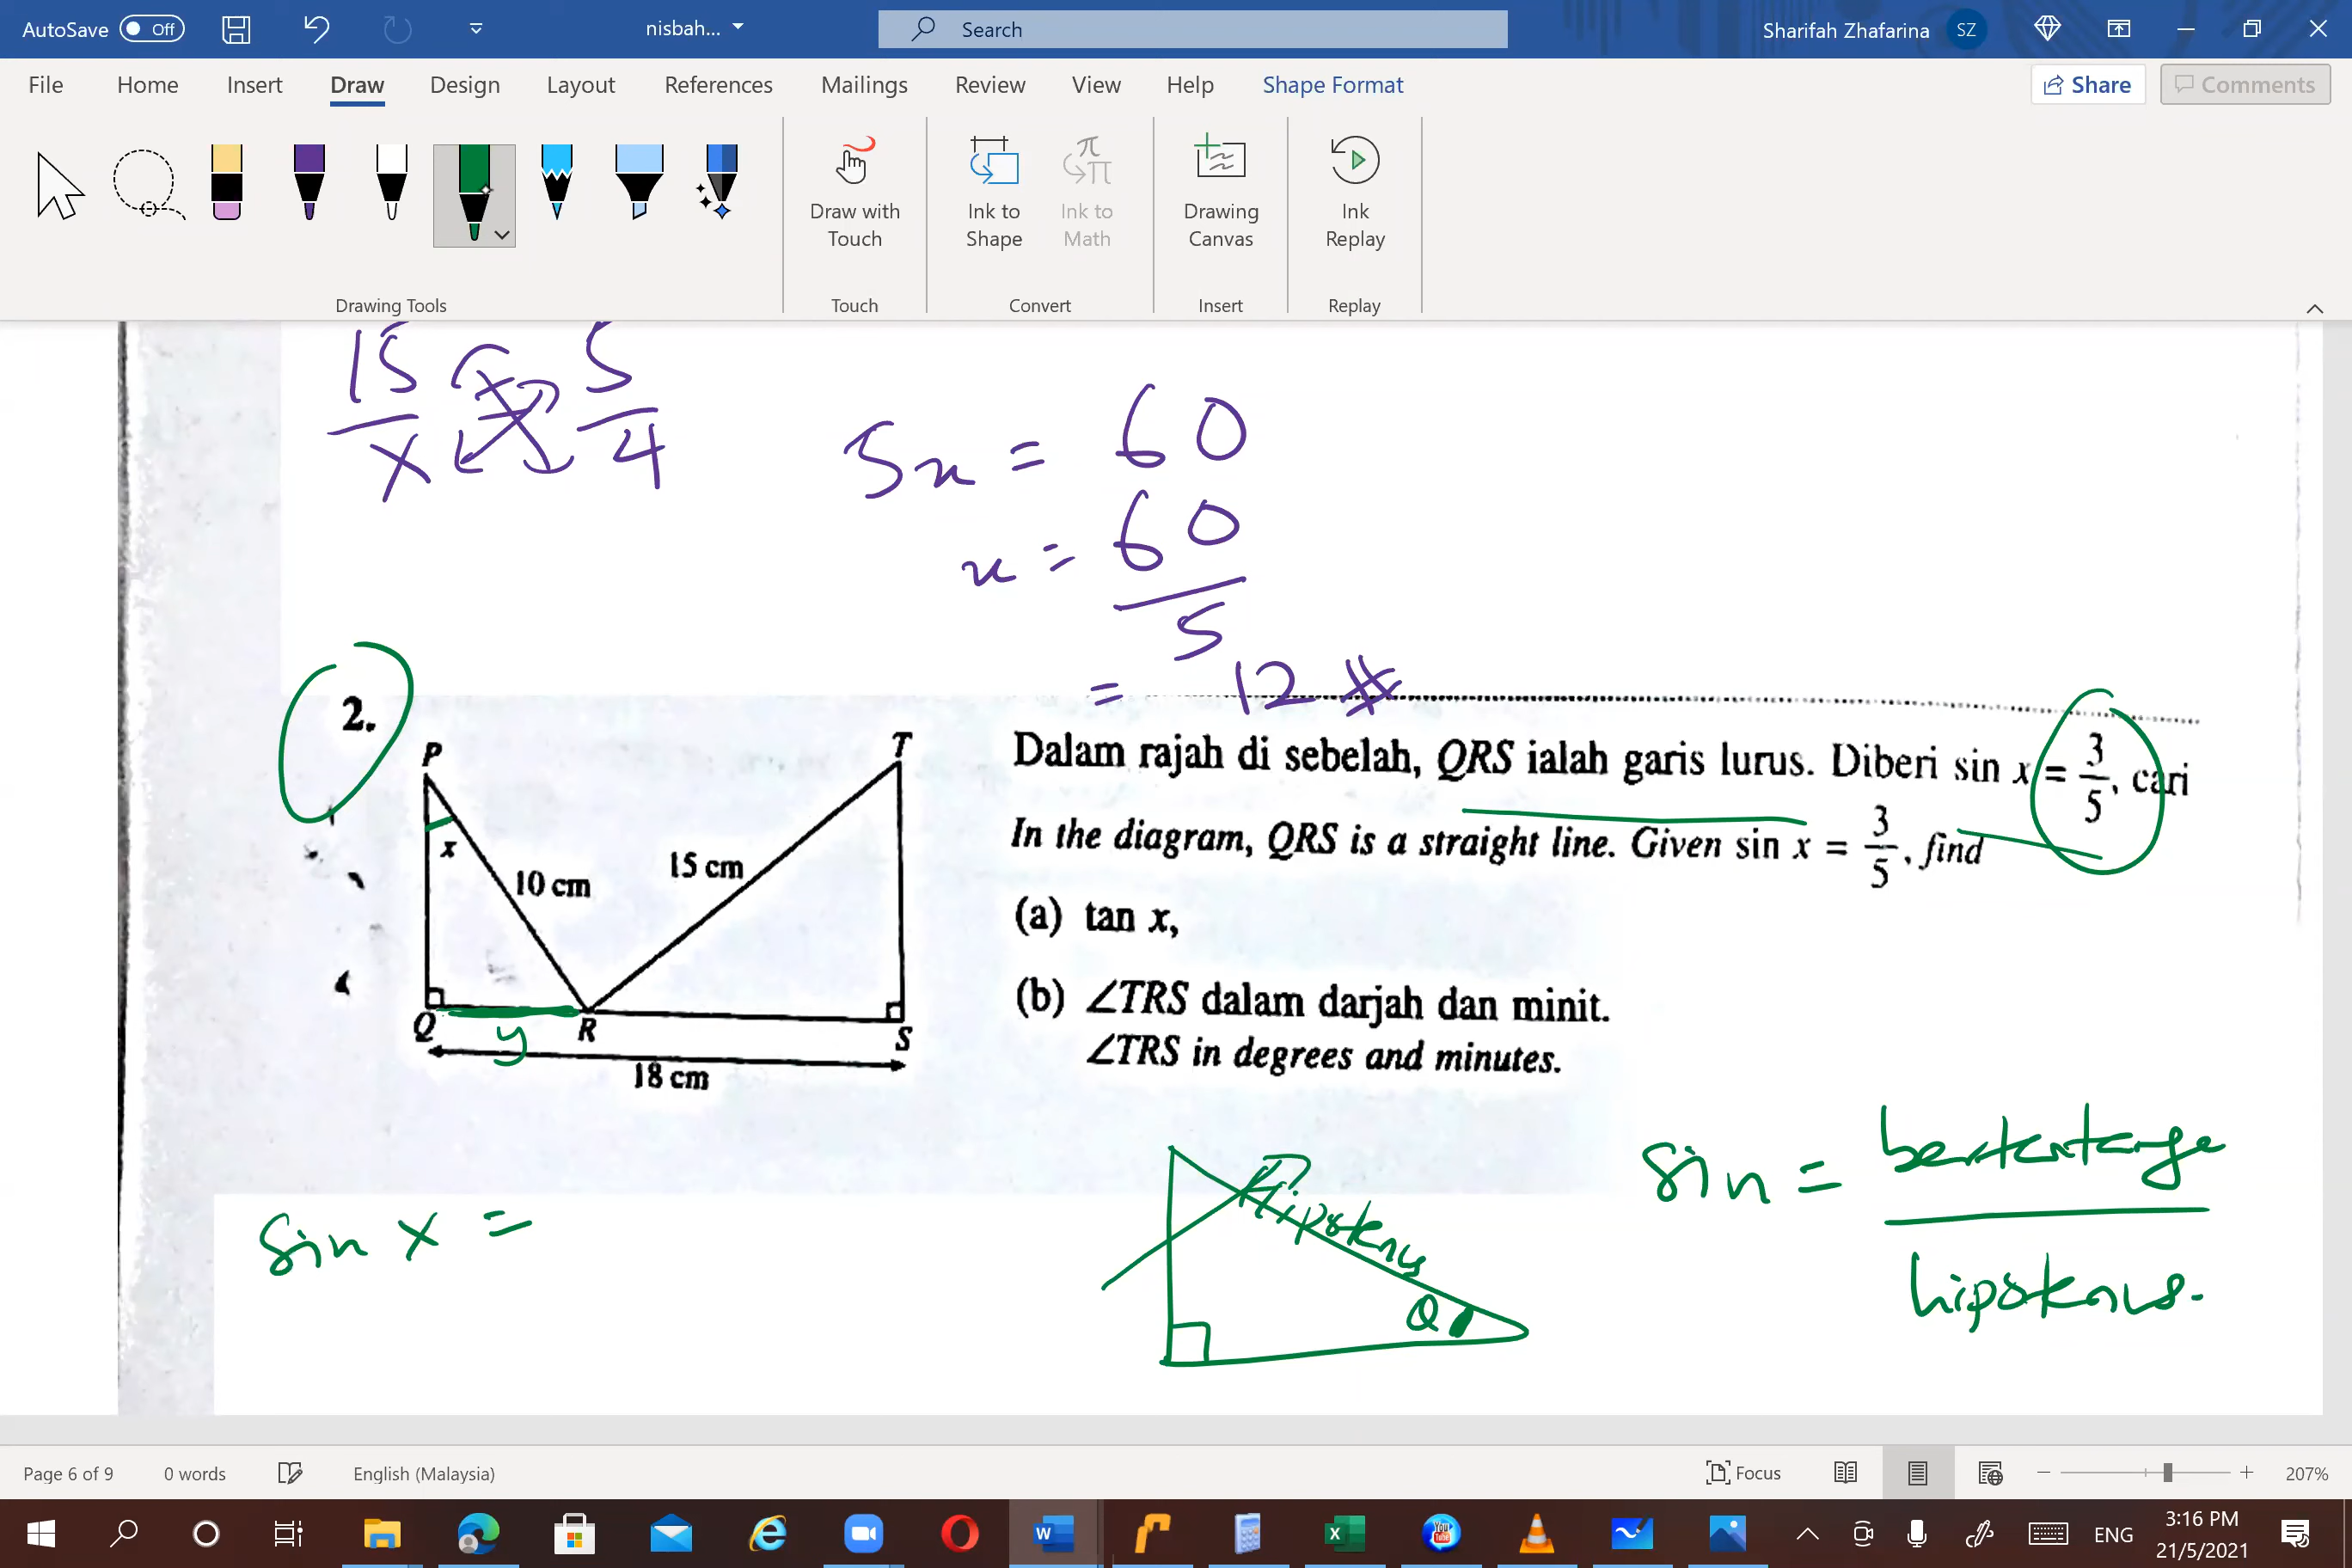 AutoSave Off nisbah... Search Sharifah Zhafarina SZ
File Home Insert Draw Design Layout References Mailings Review View Help Shape Format Share Comments
Draw with Touch
Ink to Shape
Ink to Math
Drawing Canvas
Ink Replay
Drawing Tools Touch Convert Insert Replay
15 5
x 4
5x = 60
x = 60
5
= 12
2.
P T
x
10 cm 15 cm
Q y R S
18 cm
Dalam rajah di sebelah, QRS ialah garis lurus. Diberi sin x = 3/5, cari
In the diagram, QRS is a straight line. Given sin x = 3/5, find
(a) tan x,
(b) ∠TRS dalam darjah dan minit.
∠TRS in degrees and minutes.
sin x =
Hipotenus
sin = bertentangan
hipotenus.
Page 6 of 9 0 words English (Malaysia) Focus 207%
ENG 3:16 PM
21/5/2021